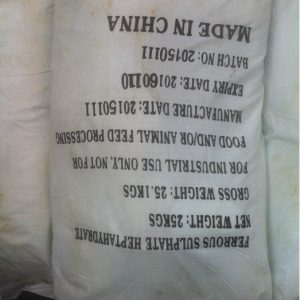 FERROUS SULPHATE HEPTAHYDRATE
NET WEIGHT: 25KGS
GROSS WEIGHT: 25.1KGS
FOR INDUSTRIAL USE ONLY, NOT FOR
FOOD AND/OR ANIMAL FEED PROCESSING
MANUFACTURE DATE: 20150111
EXPIRY DATE: 20160110
BATCH NO: 20150111
MADE IN CHINA